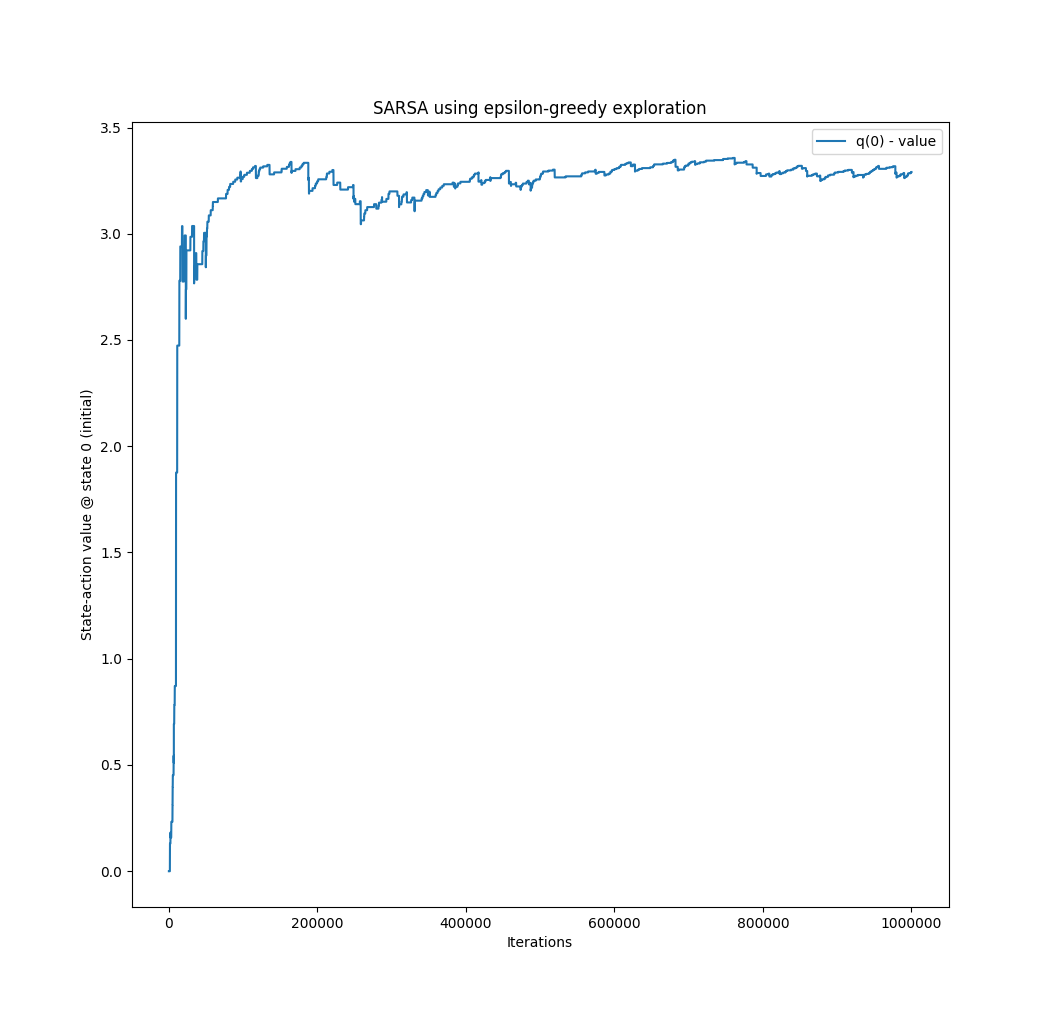 SARSA using epsilon-greedy exploration
q(0) - value
3.5
3.0
2.5
2.0
1.5
1.0
0.5
0.0
State-action value @ state 0 (initial)
0 200000 400000 600000 800000 1000000
Iterations